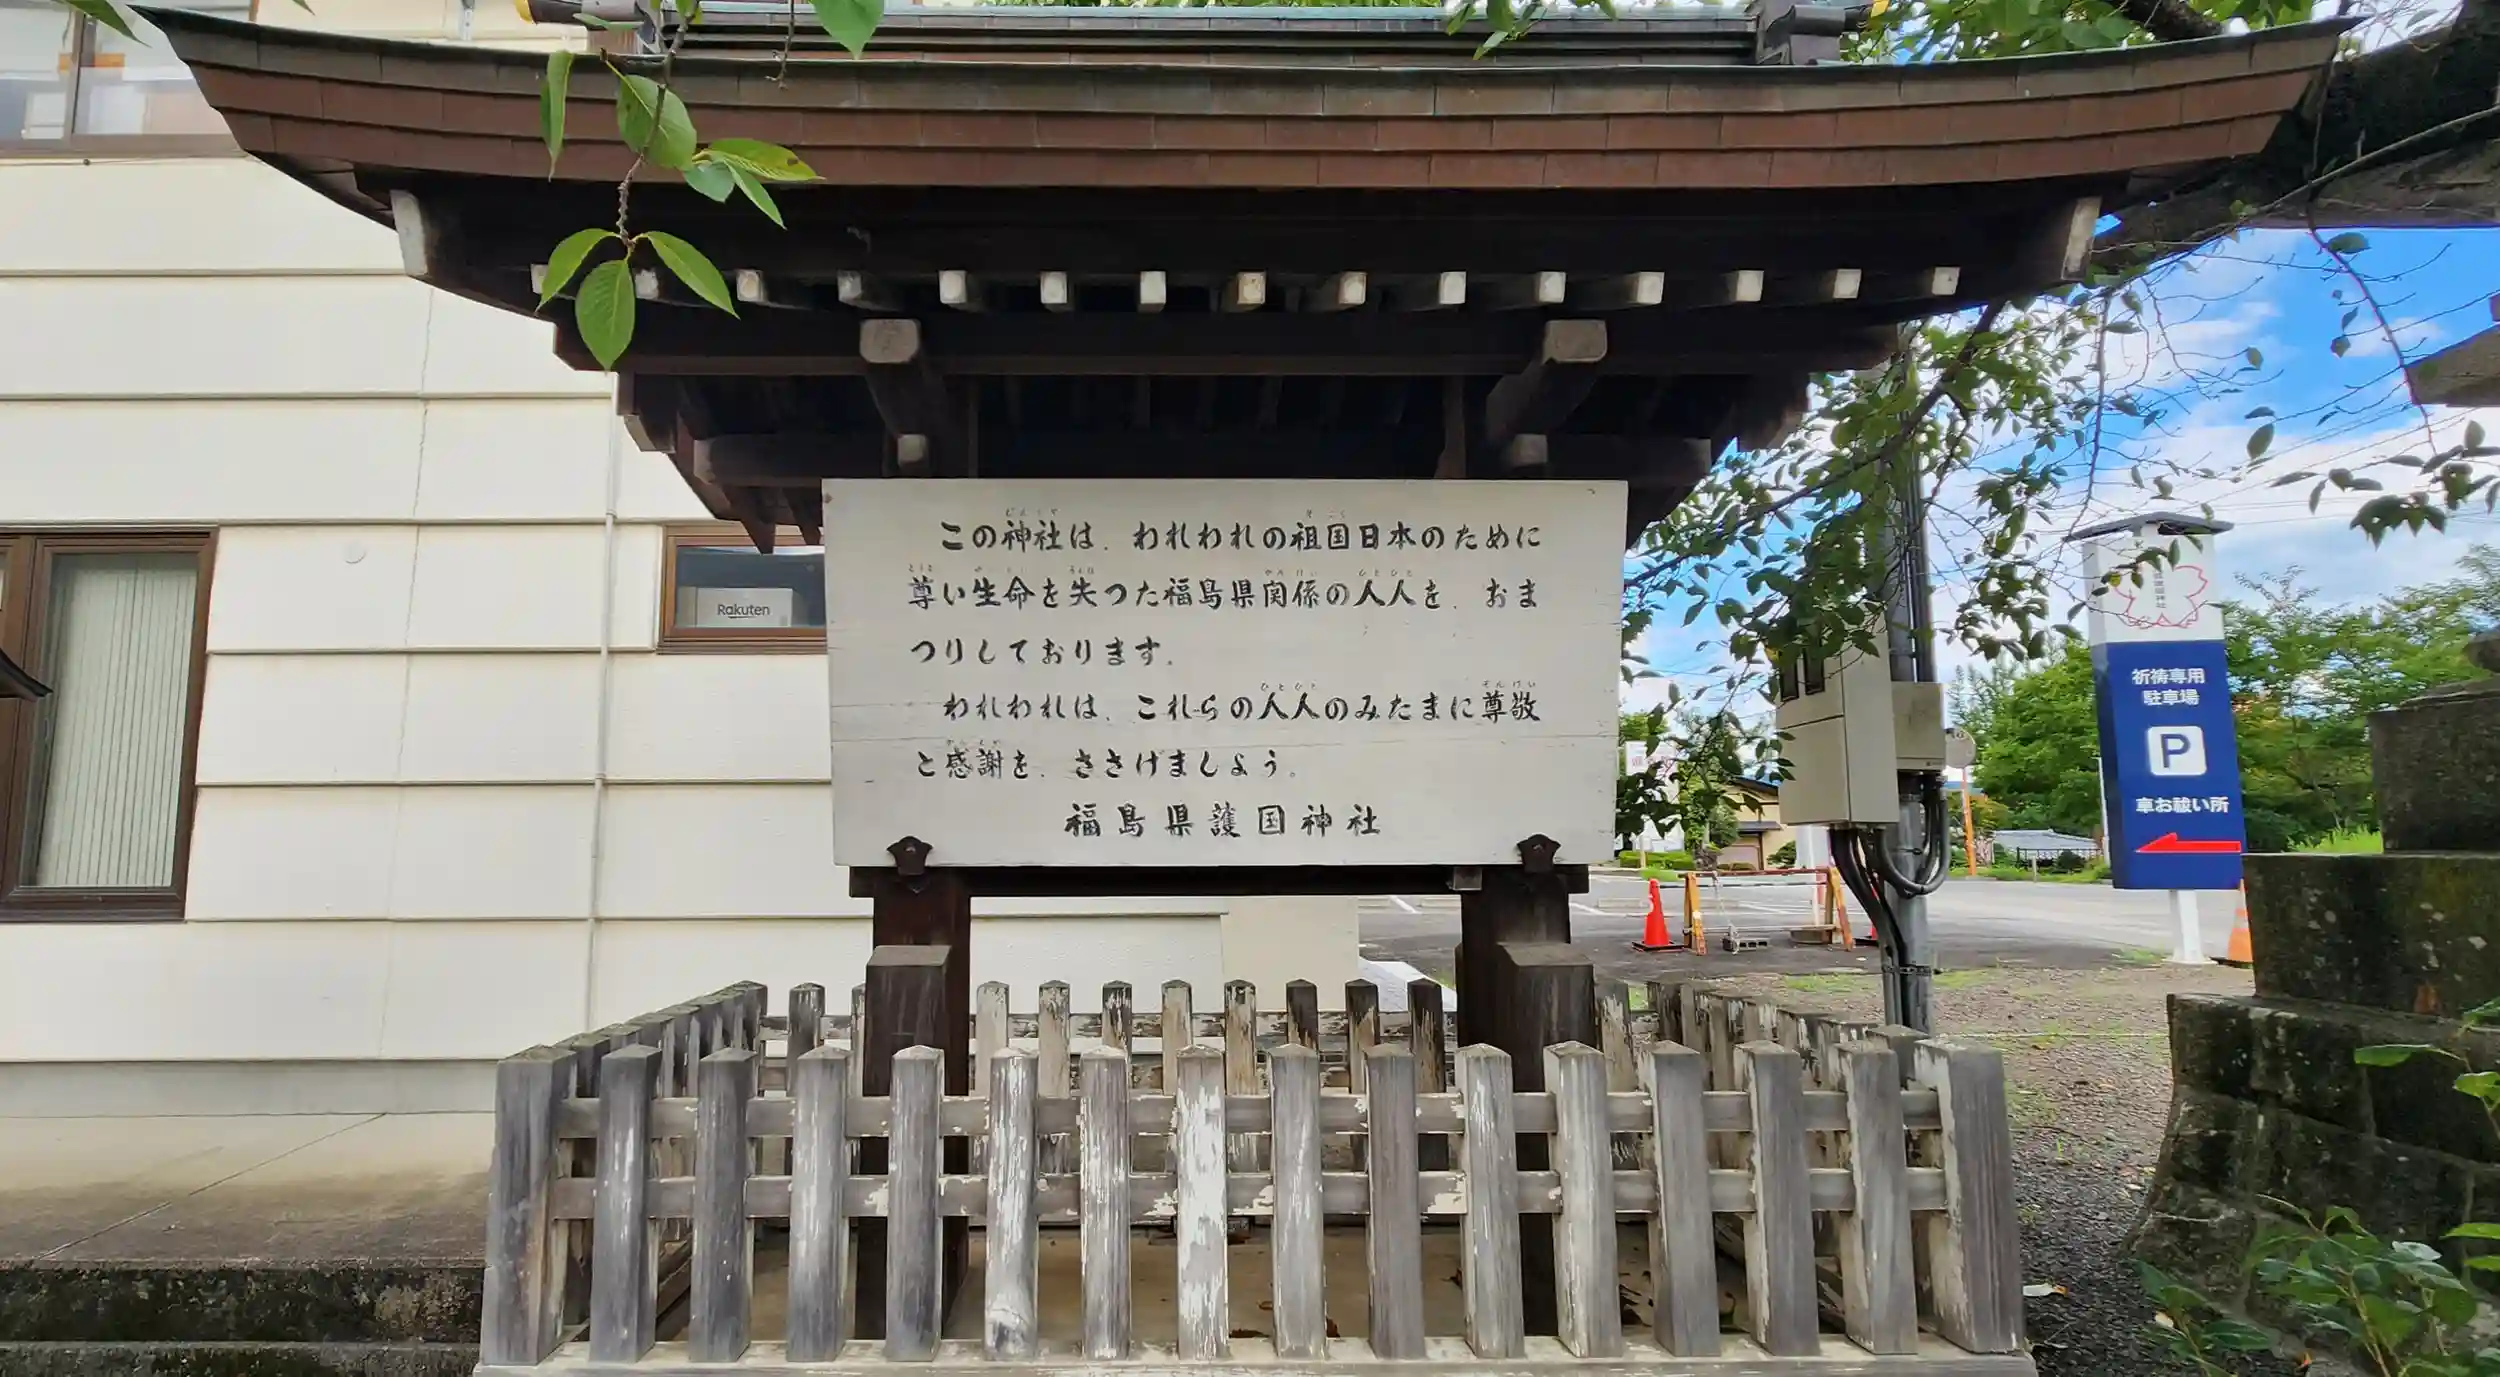 この神社は、われわれの祖国日本のために
尊い生命を失つた福島県関係の人人を、おま
つりしております。
われわれは、これらの人人のみたまに尊敬
と感謝を、ささげましょう。
福島県護国神社
Rakuten
祈祷専用
駐車場
P
車お祓い所